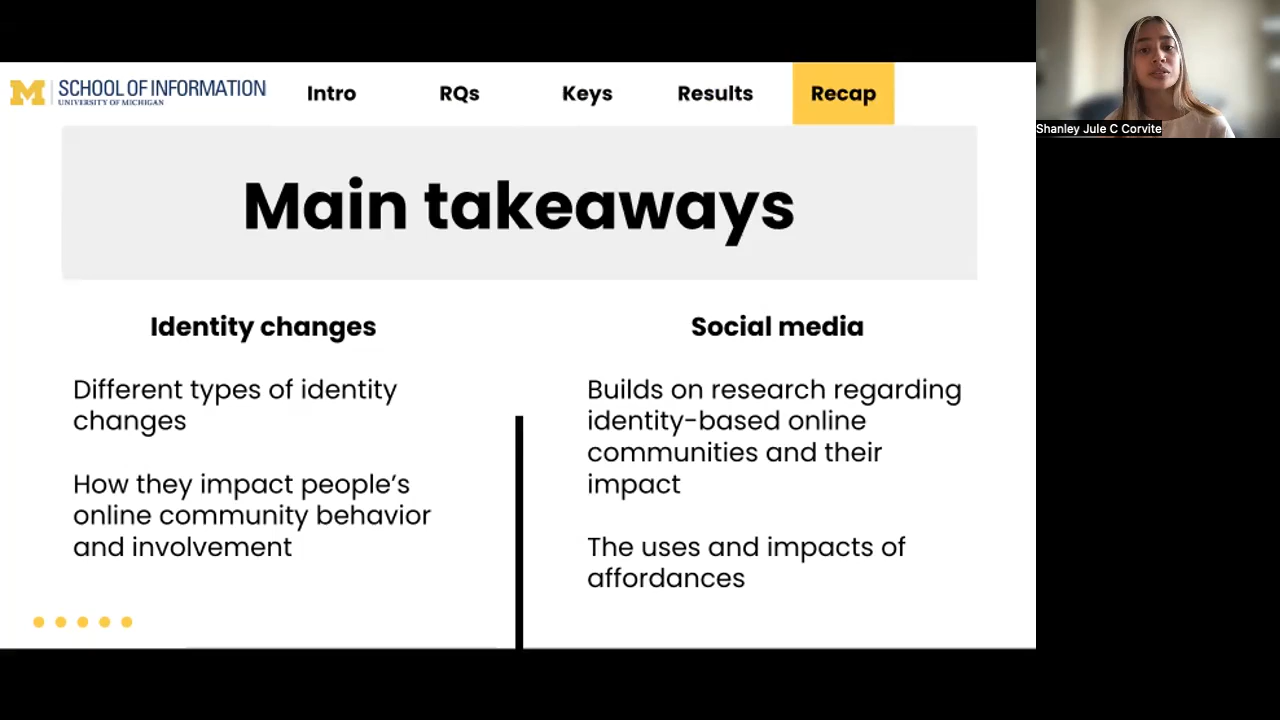 M SCHOOL OF INFORMATION
UNIVERSITY OF MICHIGAN
Intro RQs Keys Results Recap
Shanley Jule C Corvite
Main takeaways
Identity changes
Different types of identity
changes
How they impact people’s
online community behavior
and involvement
Social media
Builds on research regarding
identity-based online
communities and their
impact
The uses and impacts of
affordances